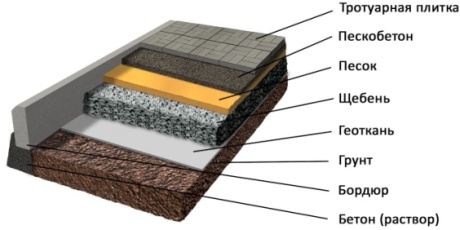 Тротуарная плитка
Пескобетон
Песок
Щебень
Геоткань
Грунт
Бордюр
Бетон (раствор)